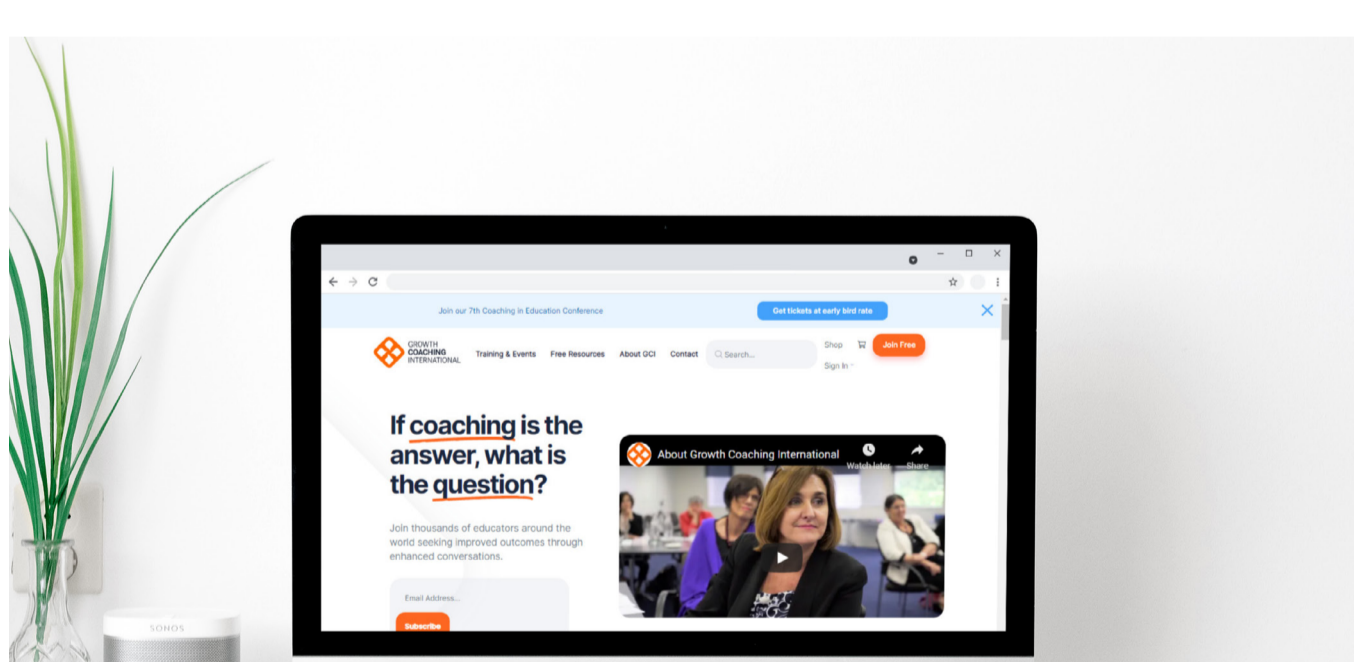 Join our 7th Coaching in Education Conference
Get tickets at early bird rate
GROWTH
COACHING
INTERNATIONAL
Training & Events
Free Resources
About GCI
Contact
Search...
Shop
Join Free
Sign In
If coaching is the
answer, what is
the question?
About Growth Coaching International
Watch later
Share
Join thousands of educators around the
world seeking improved outcomes through
enhanced conversations.
Email Address...
Subscribe
SONOS